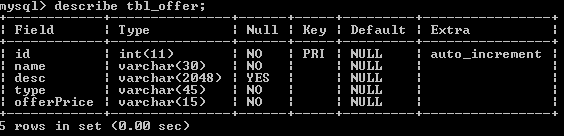 mysql> describe tbl_offer;
+------------+---------------+------+-----+---------+----------------+
| Field      | Type          | Null | Key | Default | Extra          |
+------------+---------------+------+-----+---------+----------------+
| id         | int(11)       | NO   | PRI | NULL    | auto_increment |
| name       | varchar(30)   | NO   |     | NULL    |                |
| desc       | varchar(2048) | YES  |     | NULL    |                |
| type       | varchar(45)   | NO   |     | NULL    |                |
| offerPrice | varchar(15)   | NO   |     | NULL    |                |
+------------+---------------+------+-----+---------+----------------+
5 rows in set (0.00 sec)